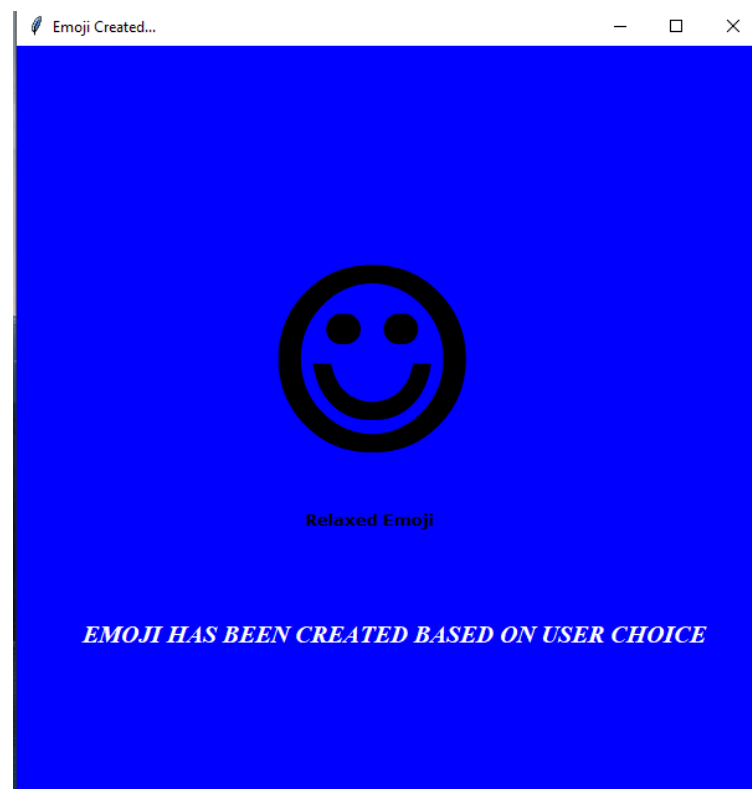 Emoji Created...
Relaxed Emoji
EMOJI HAS BEEN CREATED BASED ON USER CHOICE